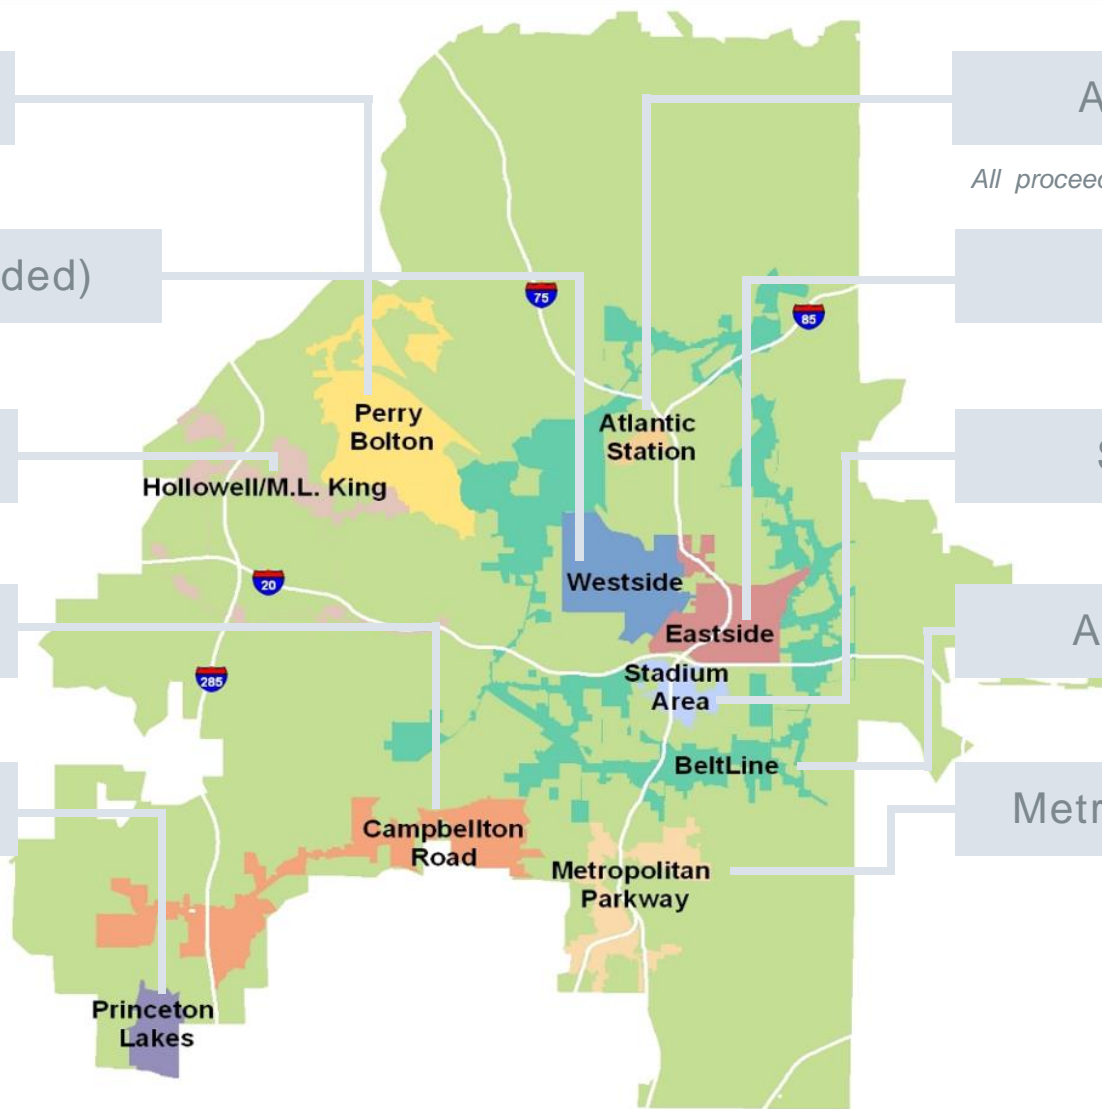 A
All proceed
ded)
75
85
Perry
Bolton
Atlantic
Station
S
Hollowell/M.L. King
Westside
20
A
Eastside
285
Stadium
Area
BeltLine
Metr
Campbellton
Road
Metropolitan
Parkway
Princeton
Lakes